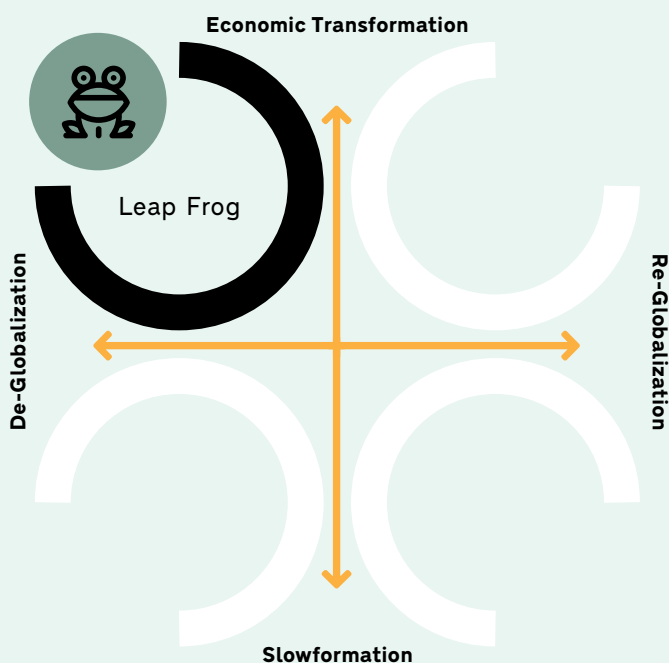 Economic Transformation
Leap Frog
De-Globalization
Re-Globalization
Slowformation